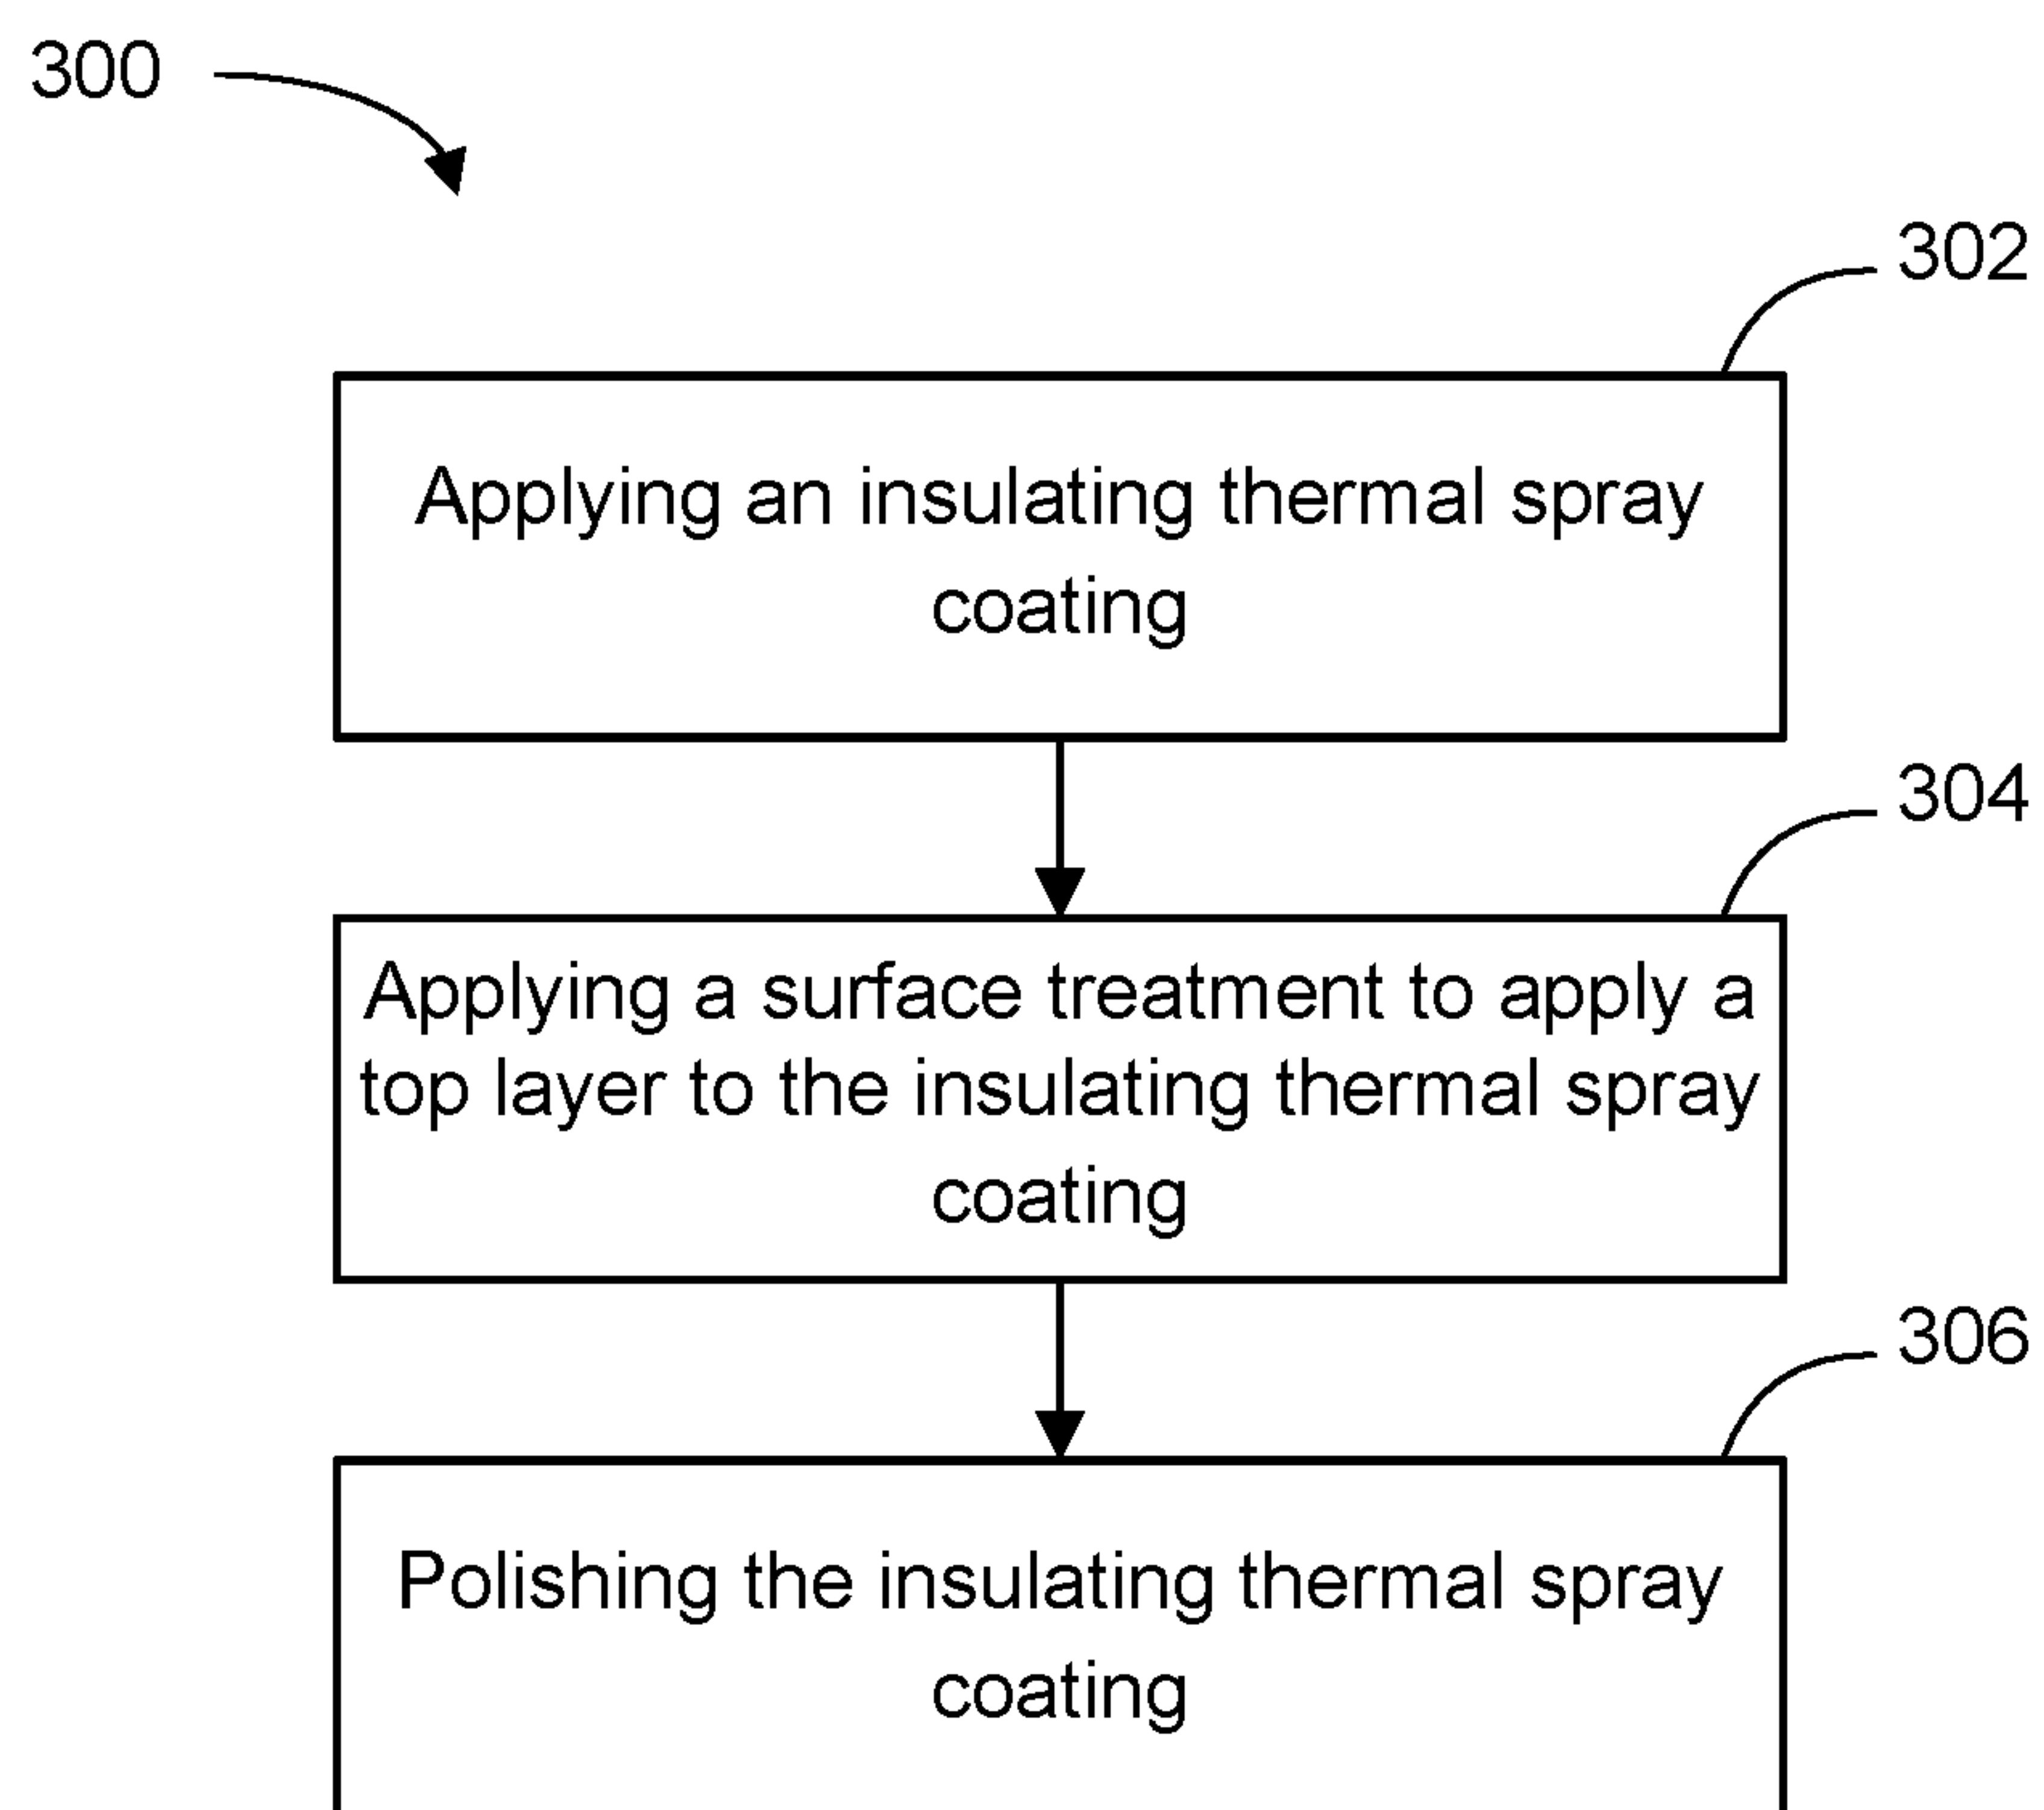 300
302
Applying an insulating thermal spray
coating
304
Applying a surface treatment to apply a
top layer to the insulating thermal spray
coating
306
Polishing the insulating thermal spray
coating